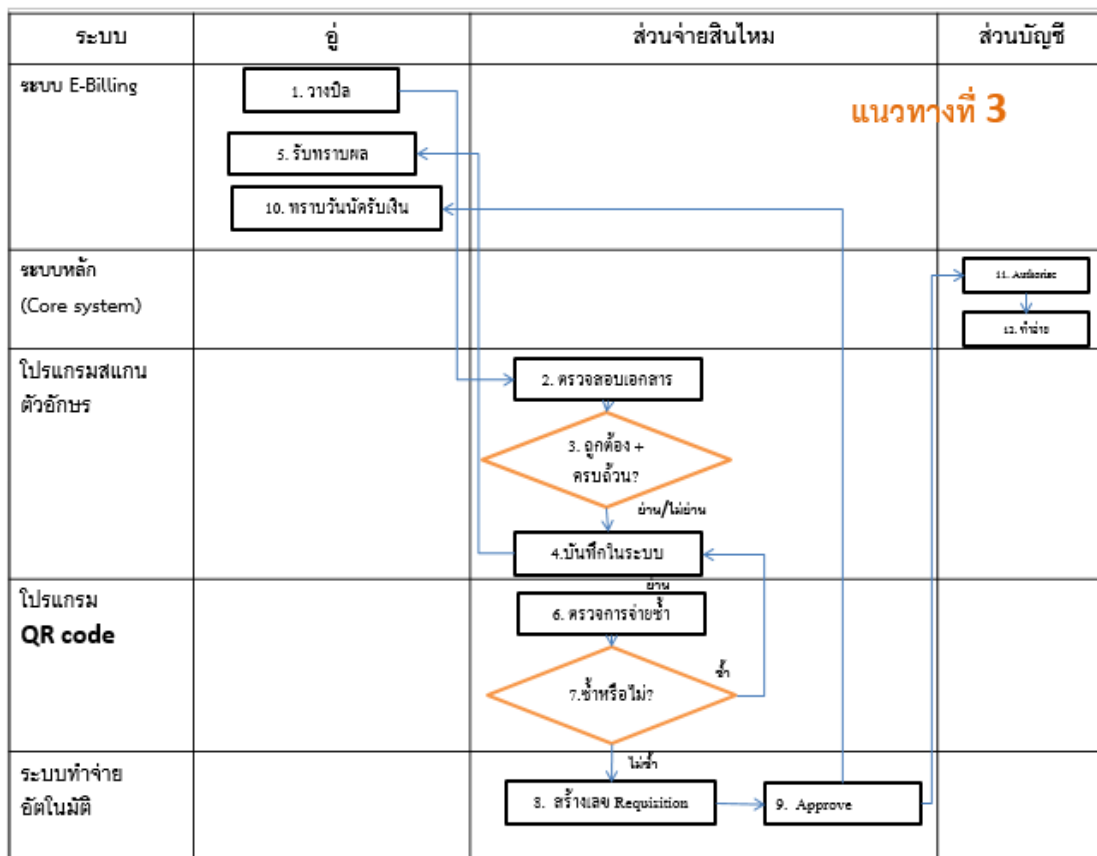 ระบบ
อู่
ส่วนจ่ายสินไหม
ส่วนบัญชี
ระบบ E-Billing
1. วางบิล
แนวทางที่ 3
5. รับทราบผล
10. ทราบวันนัดรับเงิน
ระบบหลัก
(Core system)
11. Authorize
12. ทำจ่าย
โปรแกรมสแกน
ตัวอักษร
2. ตรวจสอบเอกสาร
3. ถูกต้อง +
ครบถ้วน?
ผ่าน/ไม่ผ่าน
4.บันทึกในระบบ
ผ่าน
โปรแกรม
QR code
6. ตรวจการจ่ายซ้ำ
ซ้ำ
7.ซ้ำหรือไม่?
ไม่ซ้ำ
ระบบทำจ่าย
อัตโนมัติ
8. สร้างเลข Requisition
9. Approve